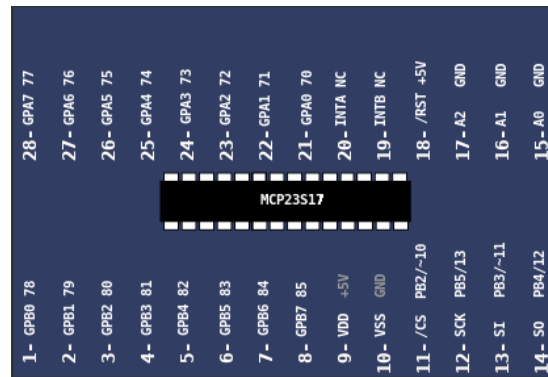 28- GPA7 77
27- GPA6 76
26- GPA5 75
25- GPA4 74
24- GPA3 73
23- GPA2 72
22- GPA1 71
21- GPA0 70
20- INTA NC
19- INTB NC
18- /RST +5V
17- A2 GND
16- A1 GND
15- A0 GND
MCP23S17
1- GPB0 78
2- GPB1 79
3- GPB2 80
4- GPB3 81
5- GPB4 82
6- GPB5 83
7- GPB6 84
8- GPB7 85
9- VDD +5V
10- VSS GND
11- /CS PB2/~10
12- SCK PB5/13
13- SI PB3/~11
14- SO PB4/12